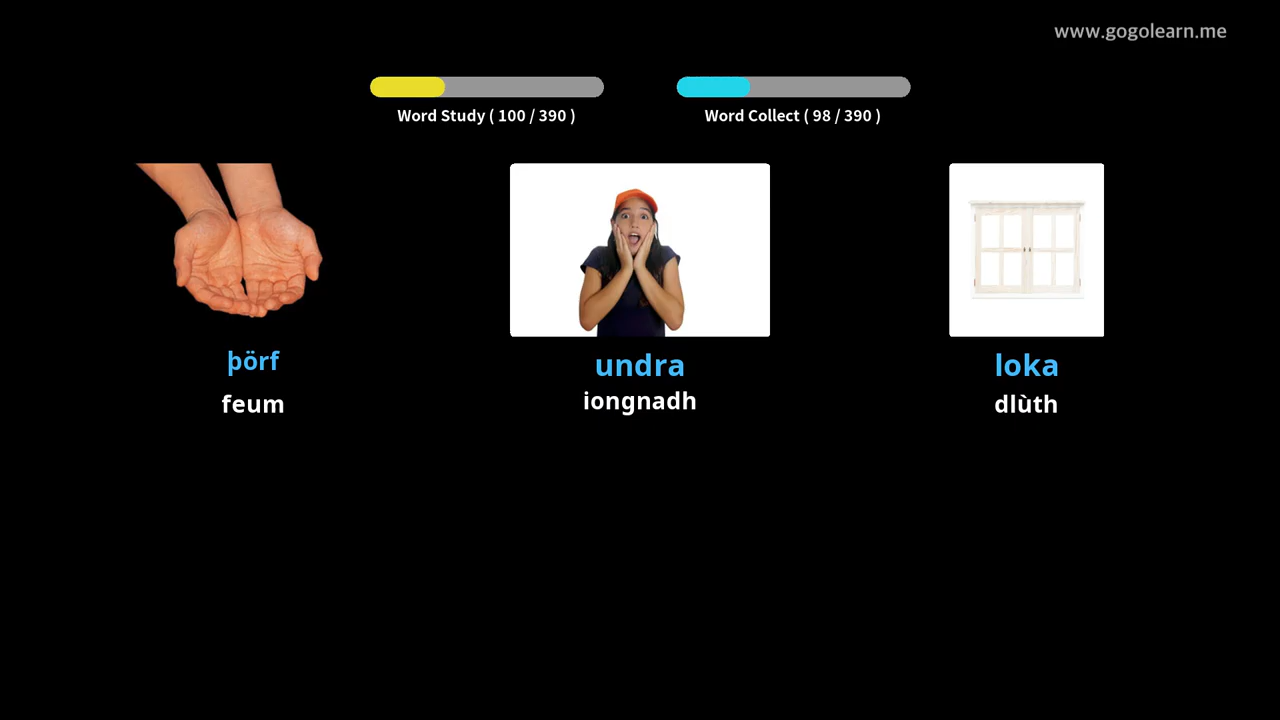 www.gogolearn.me
Word Study ( 100 / 390 )
Word Collect ( 98 / 390 )
þörf
feum
undra
iongnadh
loka
dlùth